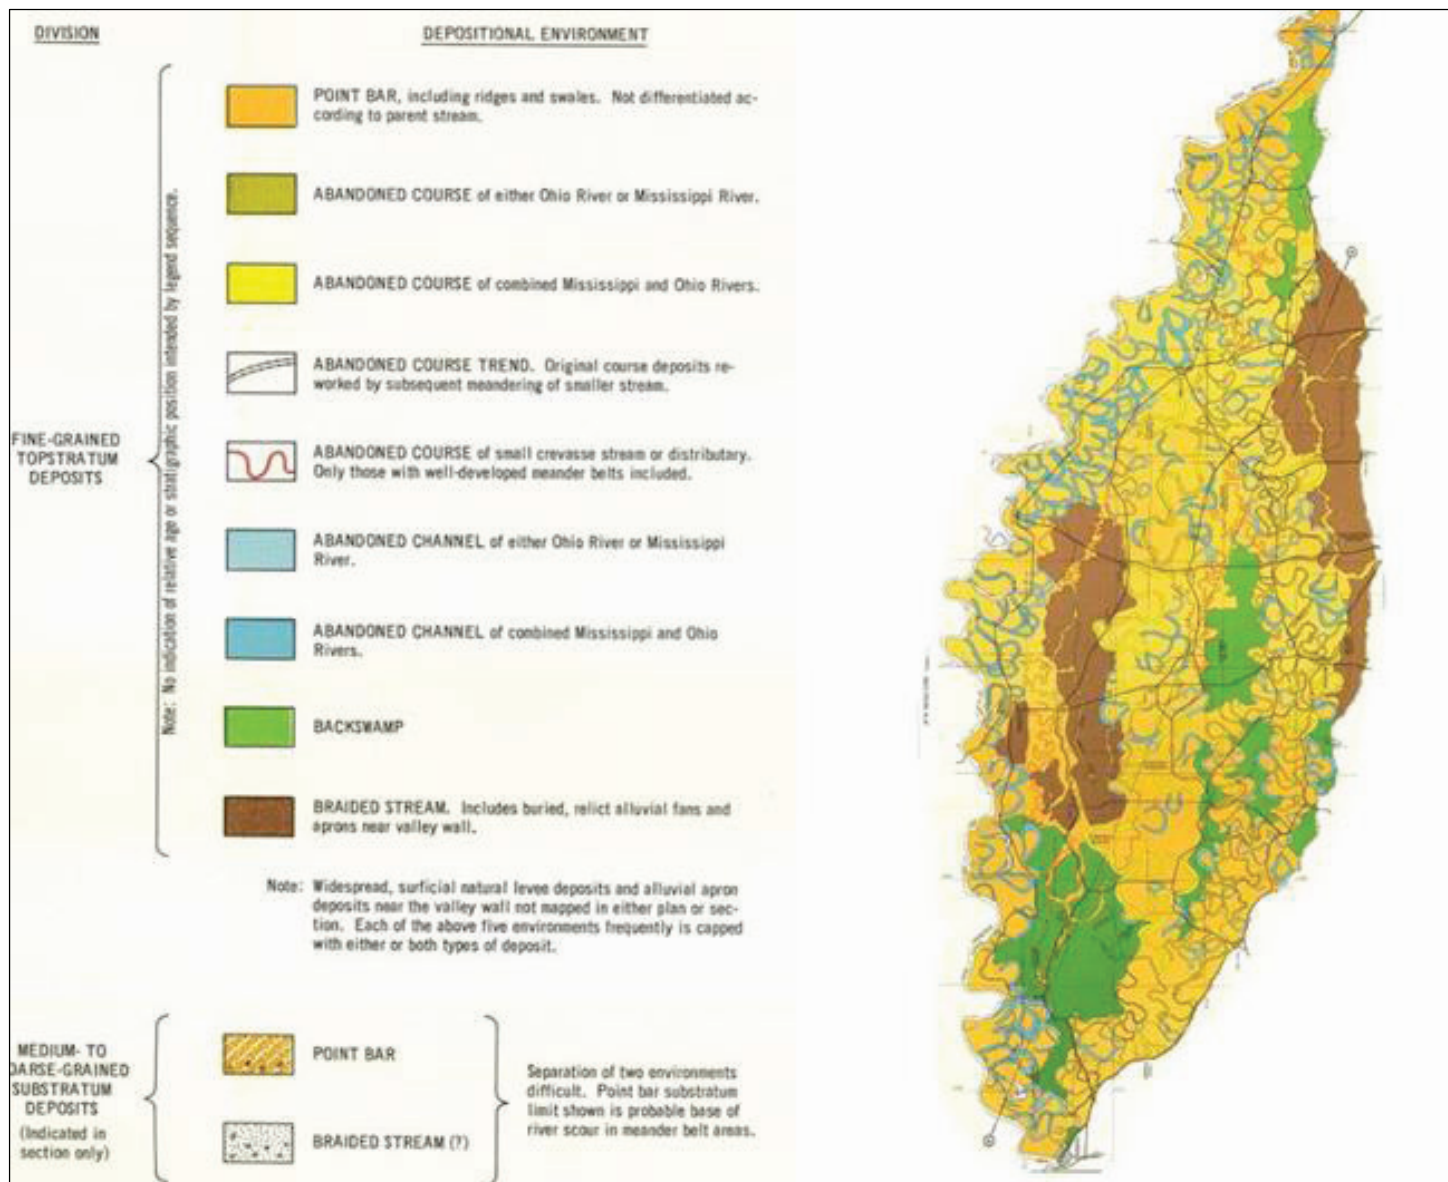 DIVISION
DEPOSITIONAL ENVIRONMENT
POINT BAR, including ridges and swales. Not differentiated ac-
cording to parent stream.
ABANDONED COURSE of either Ohio River or Mississippi River.
ABANDONED COURSE of combined Mississippi and Ohio Rivers.
ABANDONED COURSE TREND. Original course deposits re-
worked by subsequent meandering of smaller stream.
ABANDONED COURSE of small crevasse stream or distributary.
Only those with well-developed meander belts included.
ABANDONED CHANNEL of either Ohio River or Mississippi
River.
ABANDONED CHANNEL of combined Mississippi and Ohio
Rivers.
BACKSWAMP
BRAIDED STREAM. Includes buried, relict alluvial fans and
aprons near valley wall.
FINE-GRAINED
TOPSTRATUM
DEPOSITS
Note: No indication of relative age or stratigraphic position intended by legend sequence.
Note: Widespread, surficial natural levee deposits and alluvial apron
deposits near the valley wall not mapped in either plan or sec-
tion. Each of the above five environments frequently is capped
with either or both types of deposit.
MEDIUM- TO
OARSE-GRAINED
SUBSTRATUM
DEPOSITS
(Indicated in
section only)
POINT BAR
BRAIDED STREAM (?)
Separation of two environments
difficult. Point bar substratum
limit shown is probable base of
river scour in meander belt areas.